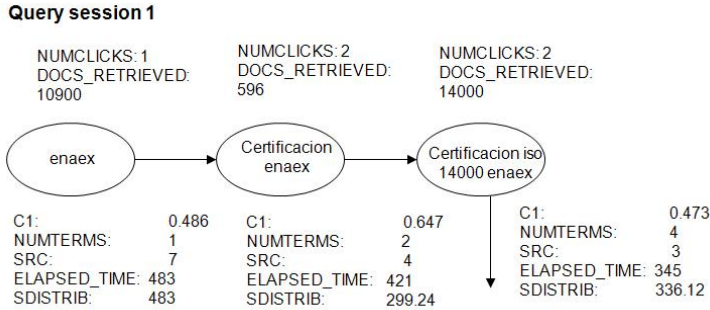 Query session 1
NUMCLICKS: 1
DOCS_RETRIEVED:
10900
NUMCLICKS: 2
DOCS_RETRIEVED:
596
NUMCLICKS: 2
DOCS_RETRIEVED:
14000
enaex
Certificacion
enaex
Certificacion iso
14000 enaex
C1: 0.486
NUMTERMS: 1
SRC: 7
ELAPSED_TIME: 483
SDISTRIB: 483
C1: 0.647
NUMTERMS: 2
SRC: 4
ELAPSED_TIME: 421
SDISTRIB: 299.24
C1: 0.473
NUMTERMS: 4
SRC: 3
ELAPSED_TIME: 345
SDISTRIB: 336.12